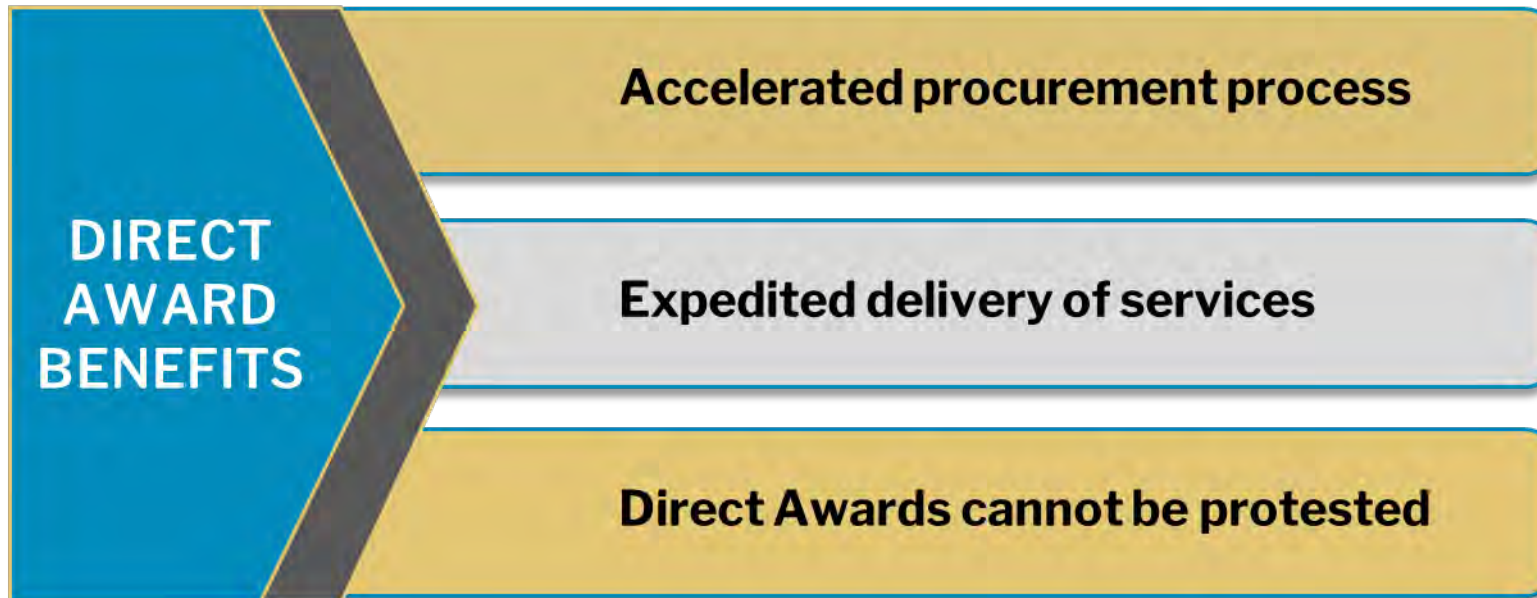 DIRECT
AWARD
BENEFITS
Accelerated procurement process
Expedited delivery of services
Direct Awards cannot be protested